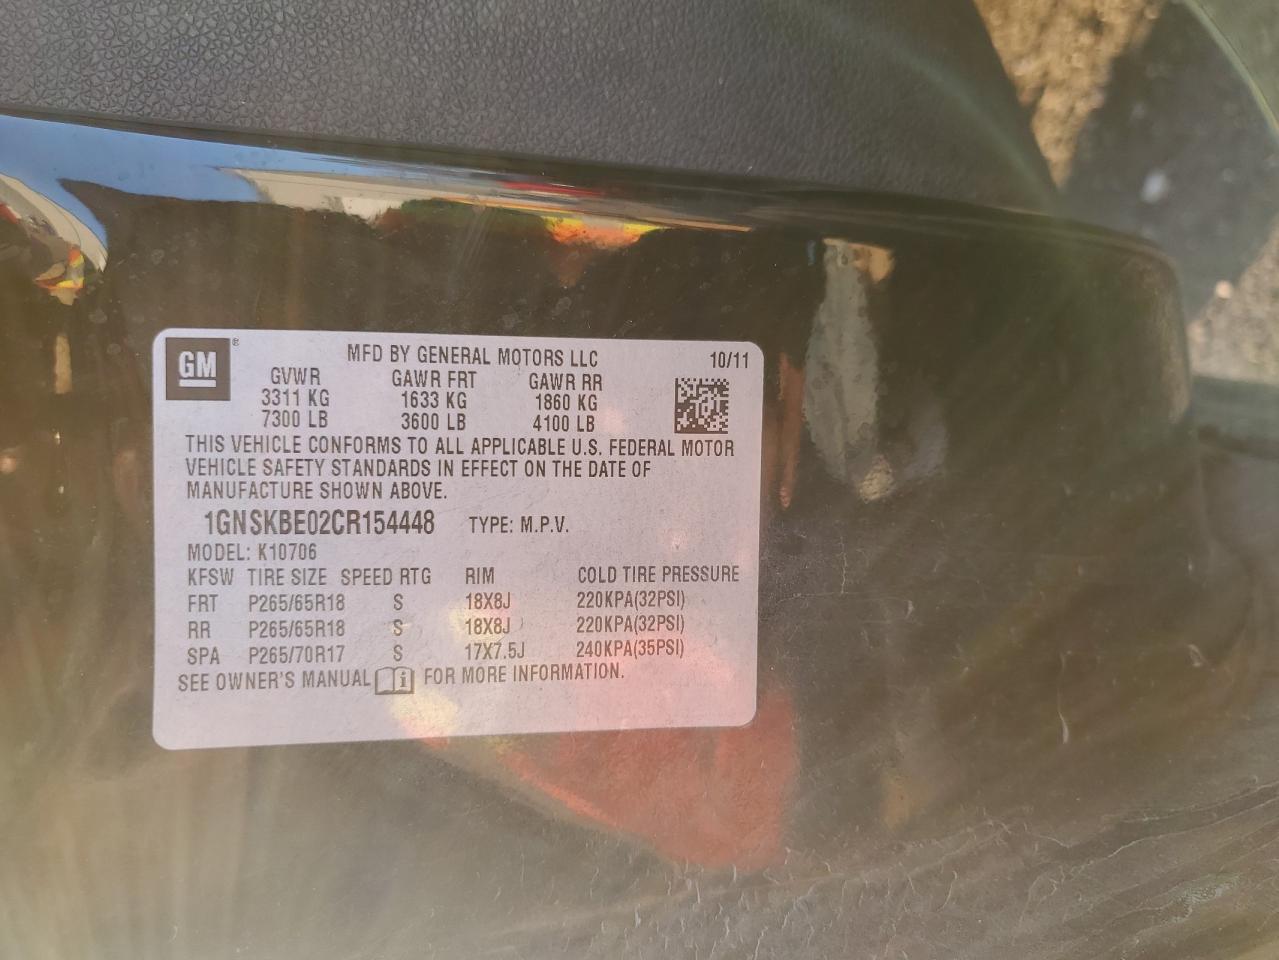 GM ® MFD BY GENERAL MOTORS LLC 10/11
GVWR GAWR FRT GAWR RR
3311 KG 1633 KG 1860 KG
7300 LB 3600 LB 4100 LB
THIS VEHICLE CONFORMS TO ALL APPLICABLE U.S. FEDERAL MOTOR
VEHICLE SAFETY STANDARDS IN EFFECT ON THE DATE OF
MANUFACTURE SHOWN ABOVE.
1GNSKBE02CR154448 TYPE: M.P.V.
MODEL: K10706
KFSW TIRE SIZE SPEED RTG RIM COLD TIRE PRESSURE
FRT P265/65R18 S 18X8J 220KPA(32PSI)
RR P265/65R18 S 18X8J 220KPA(32PSI)
SPA P265/70R17 S 17X7.5J 240KPA(35PSI)
SEE OWNER'S MANUAL i FOR MORE INFORMATION.